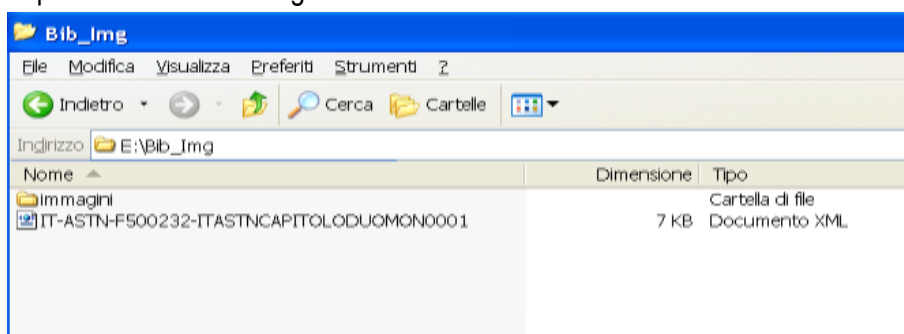 Bib_Img
File Modifica Visualizza Preferiti Strumenti ?
Indietro Cerca Cartelle
Indirizzo E:\Bib_Img
Nome Dimensione Tipo
immagini Cartella di file
IT-ASTN-F500232-ITASTNCAPITOLODUOMON0001 7 KB Documento XML